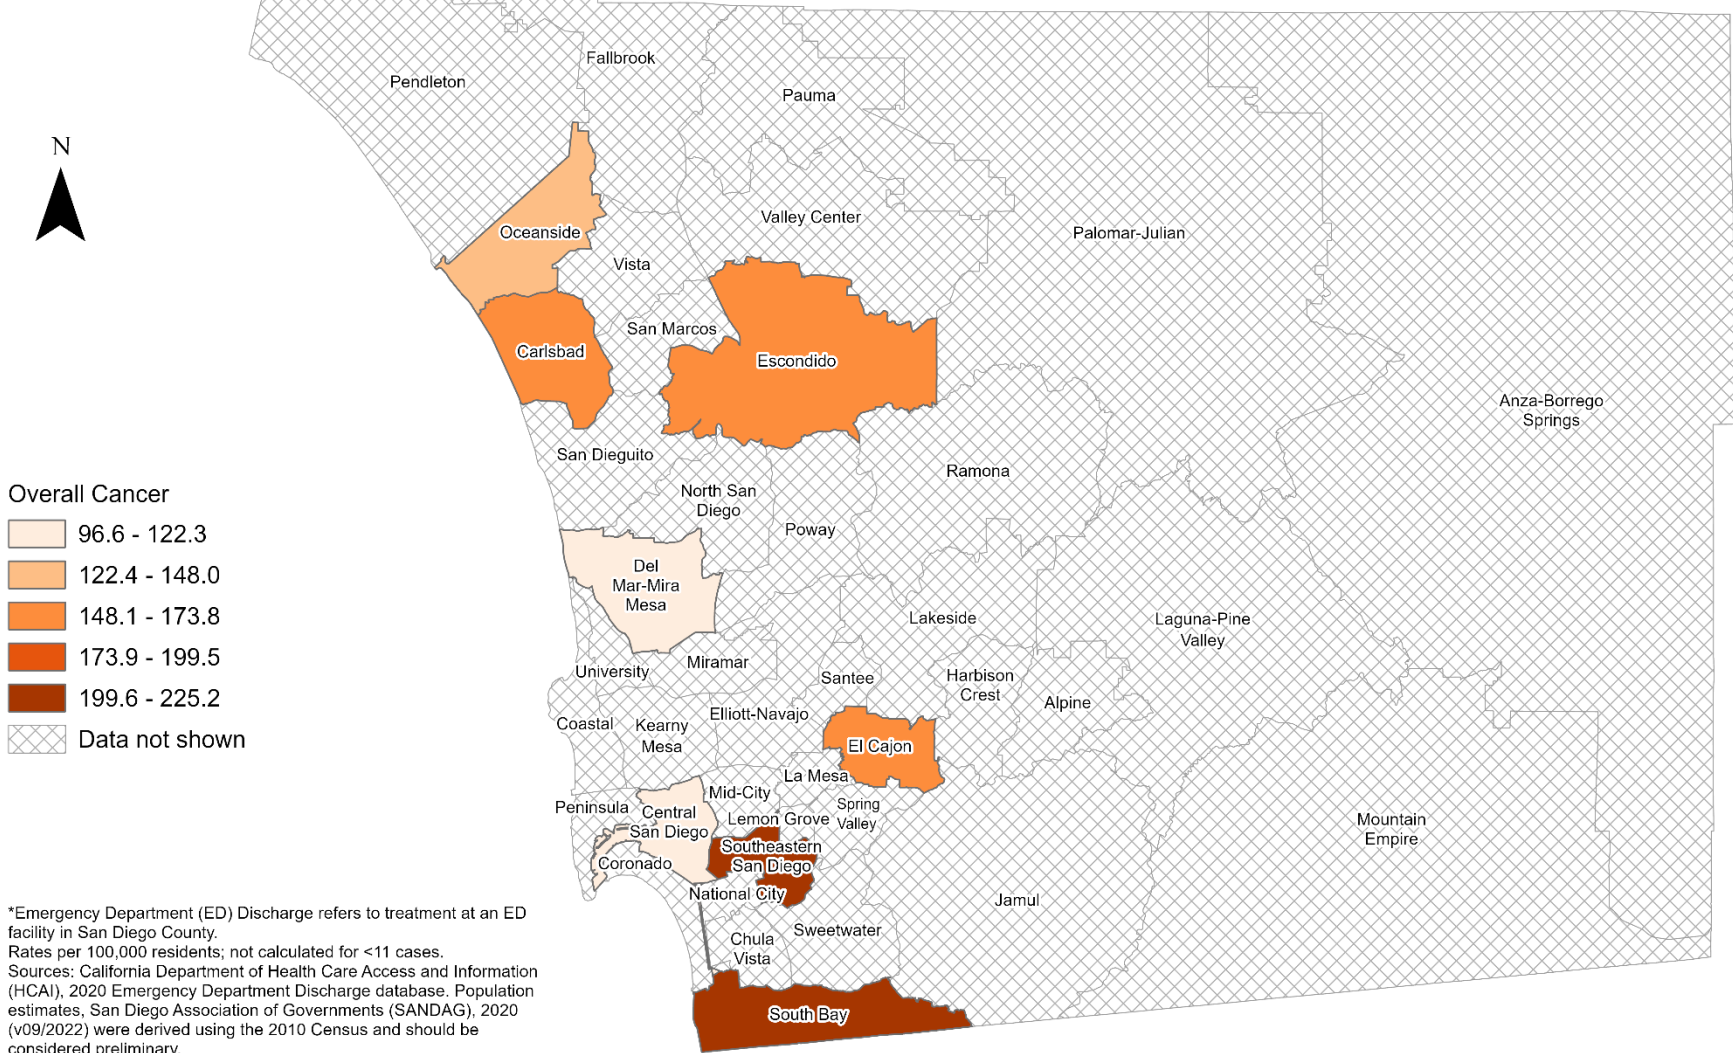 Fallbrook
Pendleton
Pauma
N
Valley Center
Oceanside
Palomar-Julian
Vista
San Marcos
Carlsbad
Escondido
Anza-Borrego
Springs
San Dieguito
Ramona
North San
Diego
Poway
Overall Cancer
96.6 - 122.3
122.4 - 148.0
148.1 - 173.8
173.9 - 199.5
199.6 - 225.2
Data not shown
Del
Mar-Mira
Mesa
Lakeside
Laguna-Pine
Valley
University
Miramar
Santee
Harbison
Crest
Alpine
Coastal
Kearny
Mesa
Elliott-Navajo
El Cajon
La Mesa
Mid-City
Peninsula
Central
San Diego
Spring
Valley
Lemon Grove
Mountain
Empire
Southeastern
San Diego
Coronado
National City
Jamul
Sweetwater
Chula
Vista
South Bay
*Emergency Department (ED) Discharge refers to treatment at an ED
facility in San Diego County.
Rates per 100,000 residents; not calculated for <11 cases.
Sources: California Department of Health Care Access and Information
(HCAI), 2020 Emergency Department Discharge database. Population
estimates, San Diego Association of Governments (SANDAG), 2020
(v09/2022) were derived using the 2010 Census and should be
considered preliminary.